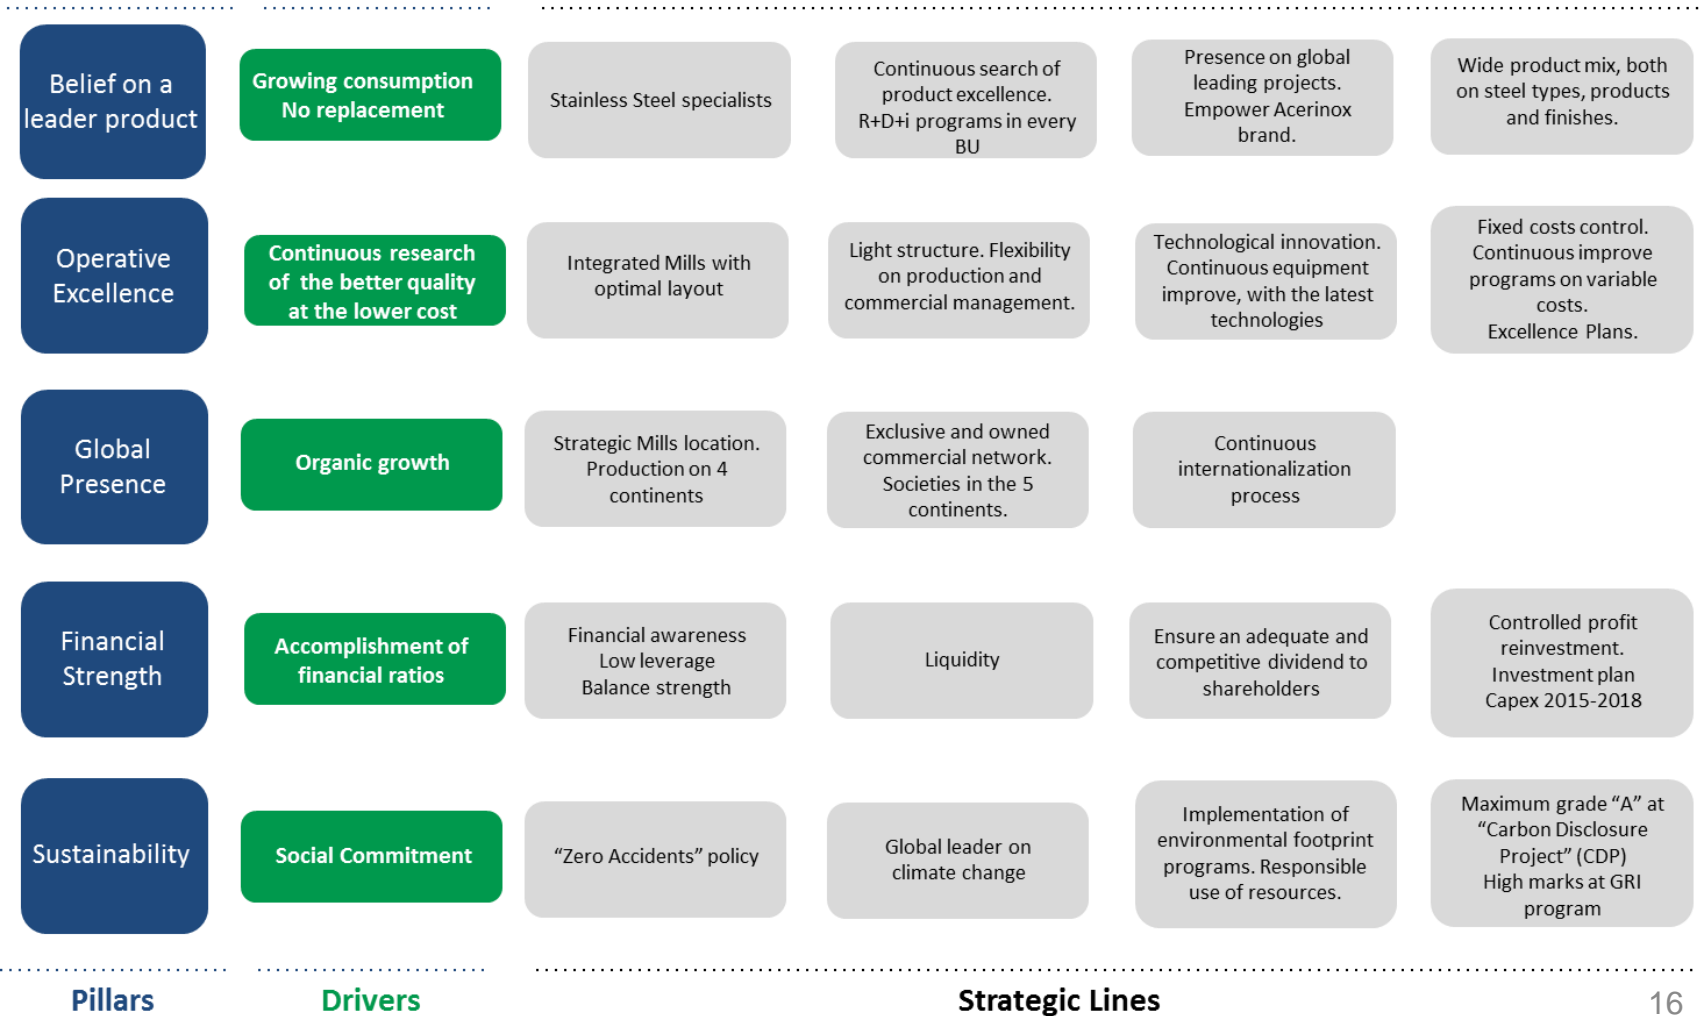 Belief on a
leader product
Growing consumption
No replacement
Stainless Steel specialists
Continuous search of
product excellence.
R+D+i programs in every
BU
Presence on global
leading projects.
Empower Acerinox
brand.
Wide product mix, both
on steel types, products
and finishes.
Operative
Excellence
Continuous research
of the better quality
at the lower cost
Integrated Mills with
optimal layout
Light structure. Flexibility
on production and
commercial management.
Technological innovation.
Continuous equipment
improve, with the latest
technologies
Fixed costs control.
Continuous improve
programs on variable
costs.
Excellence Plans.
Global
Presence
Organic growth
Strategic Mills location.
Production on 4
continents
Exclusive and owned
commercial network.
Societies in the 5
continents.
Continuous
internationalization
process
Financial
Strength
Accomplishment of
financial ratios
Financial awareness
Low leverage
Balance strength
Liquidity
Ensure an adequate and
competitive dividend to
shareholders
Controlled profit
reinvestment.
Investment plan
Capex 2015-2018
Sustainability
Social Commitment
“Zero Accidents” policy
Global leader on
climate change
Implementation of
environmental footprint
programs. Responsible
use of resources.
Maximum grade “A” at
“Carbon Disclosure
Project” (CDP)
High marks at GRI
program
Pillars
Drivers
Strategic Lines
16